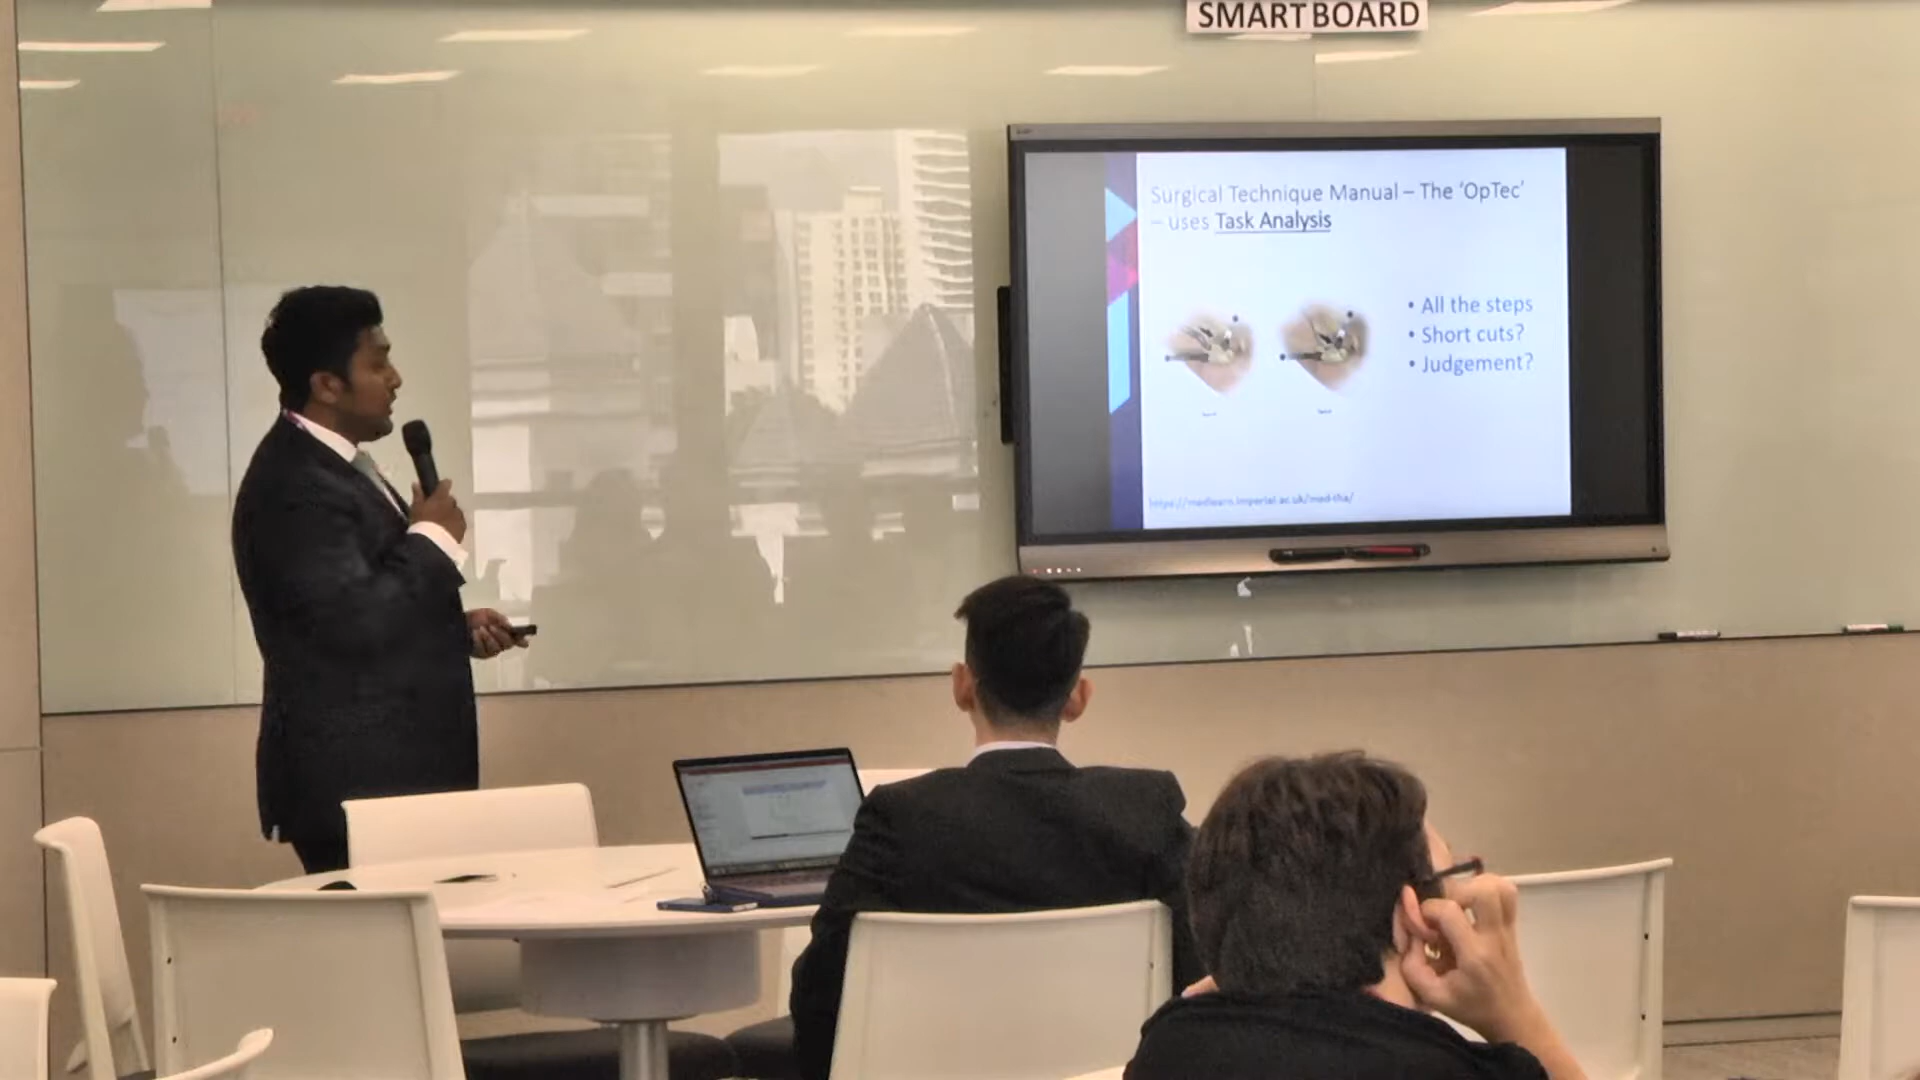 SMARTBOARD
Surgical Technique Manual – The ‘OpTec’
– uses Task Analysis
• All the steps
• Short cuts?
• Judgement?
https://medlearn.imperial.ac.uk/med-tha/